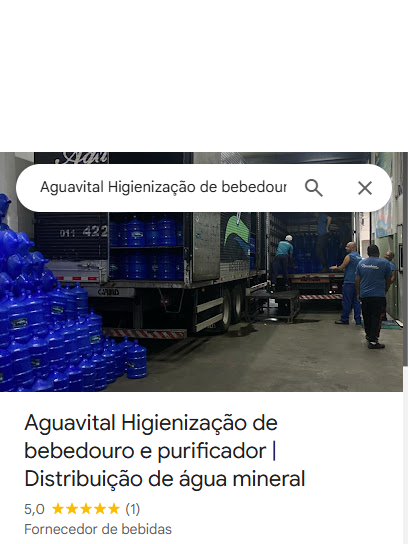 Agu
Aguavital Higienização de bebedour
011 422
Aguavital Higienização de
bebedouro e purificador |
Distribuição de água mineral
5,0 ★★★★★ (1)
Fornecedor de bebidas